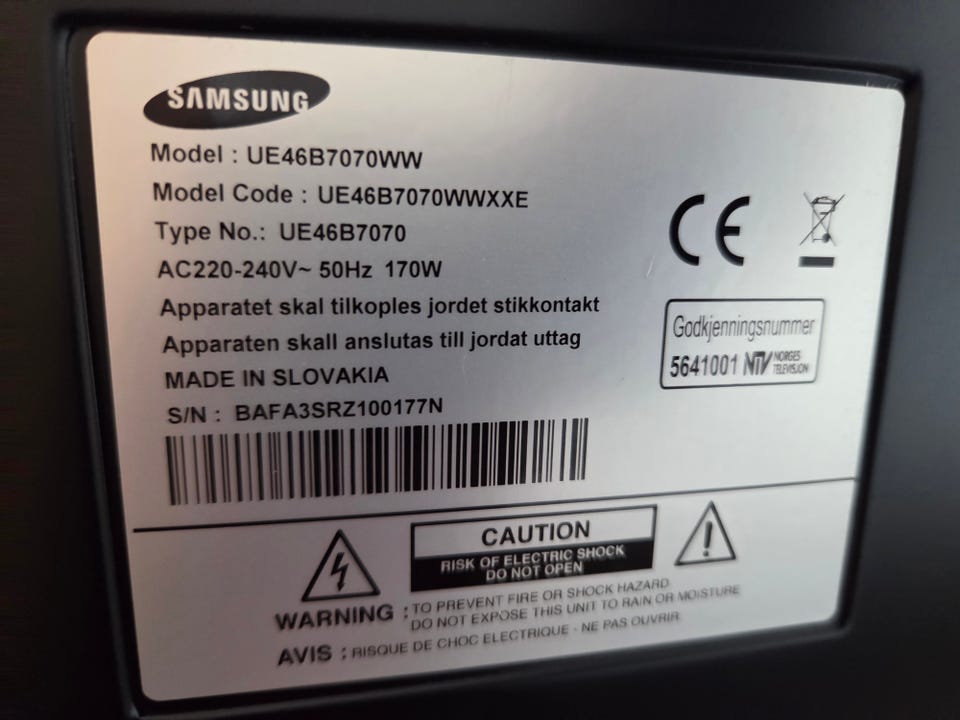 SAMSUNG
Model : UE46B7070WW
Model Code : UE46B7070WWXXE
Type No.: UE46B7070
AC220-240V~ 50Hz 170W
Apparatet skal tilkoples jordet stikkontakt
Apparaten skall anslutas till jordat uttag
MADE IN SLOVAKIA
S/N : BAFA3SRZ100177N
CE
Godkjenningsnummer
5641001 NTV NORGES
TELEVISJON
CAUTION
RISK OF ELECTRIC SHOCK
DO NOT OPEN
WARNING : TO PREVENT FIRE OR SHOCK HAZARD
DO NOT EXPOSE THIS UNIT TO RAIN OR MOISTURE
AVIS : RISQUE DE CHOC ELECTRIQUE - NE PAS OUVRIR